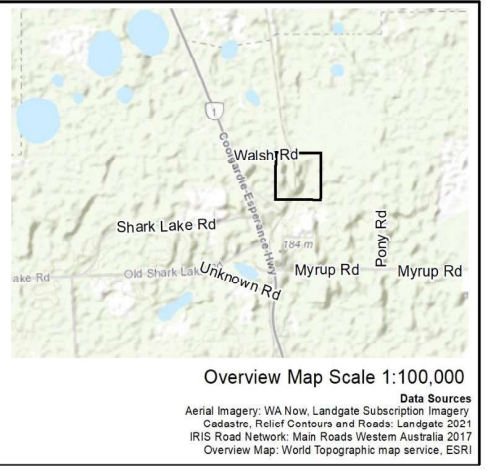 1
Coolgardie-Esperance-Hwy
Walsh Rd
Shark Lake Rd
184 m
Pony Rd
ake Rd
Old Shark Lak
Unknown Rd
Myrup Rd
Myrup Rd
Overview Map Scale 1:100,000
Data Sources
Aerial Imagery: WA Now, Landgate Subscription Imagery
Cadastre, Relief Contours and Roads: Landgate 2021
IRIS Road Network: Main Roads Western Australia 2017
Overview Map: World Topographic map service, ESRI